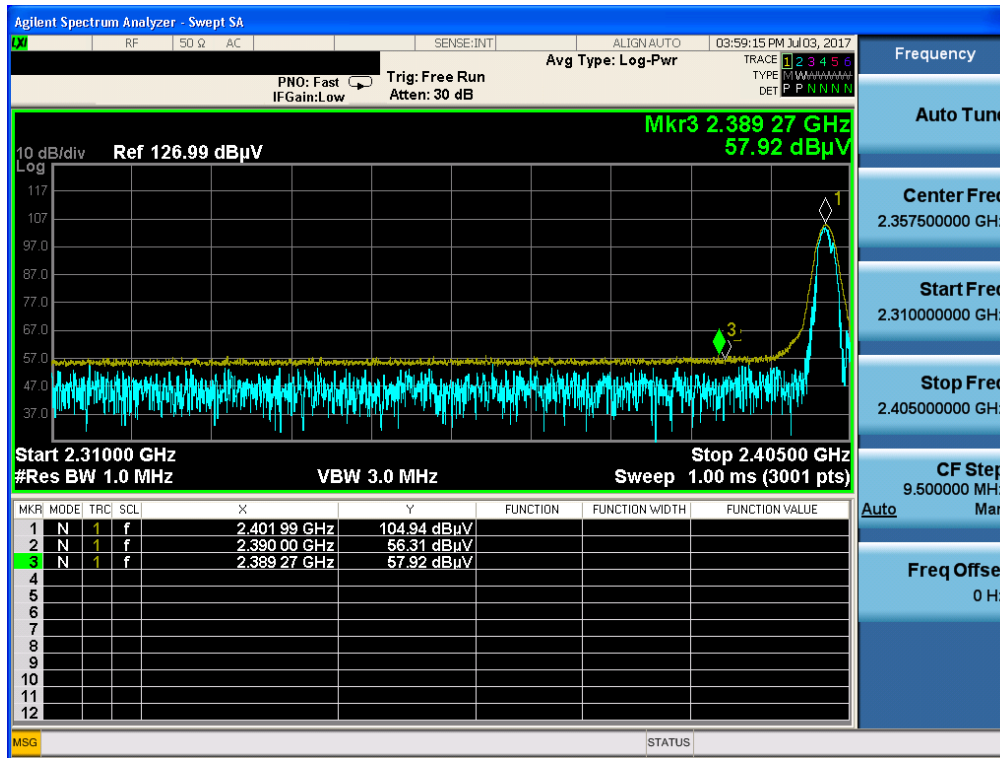 Agilent Spectrum Analyzer - Swept SA
LXI RF 50 Ω AC SENSE:INT ALIGN AUTO 03:59:15 PM Jul 03, 2017
Frequency
Avg Type: Log-Pwr
TRACE 1 2 3 4 5 6
PNO: Fast Trig: Free Run
TYPE M
IFGain:Low Atten: 30 dB
DET P P N N N N
Auto Tune
Mkr3 2.389 27 GHz
57.92 dBµV
10 dB/div Ref 126.99 dBµV
Log
117
107
97.0
87.0
77.0
67.0
57.0
47.0
37.0
1
3
Center Freq
2.357500000 GHz
Start Freq
2.310000000 GHz
Stop Freq
2.405000000 GHz
Start 2.31000 GHz Stop 2.40500 GHz
#Res BW 1.0 MHz VBW 3.0 MHz Sweep 1.00 ms (3001 pts)
CF Step
9.500000 MHz
Auto Man
Freq Offset
0 Hz
MKR MODE TRC SCL X Y FUNCTION FUNCTION WIDTH FUNCTION VALUE
1 N 1 f 2.401 99 GHz 104.94 dBµV
2 N 1 f 2.390 00 GHz 56.31 dBµV
3 N 1 f 2.389 27 GHz 57.92 dBµV
4
5
6
7
8
9
10
11
12
MSG STATUS